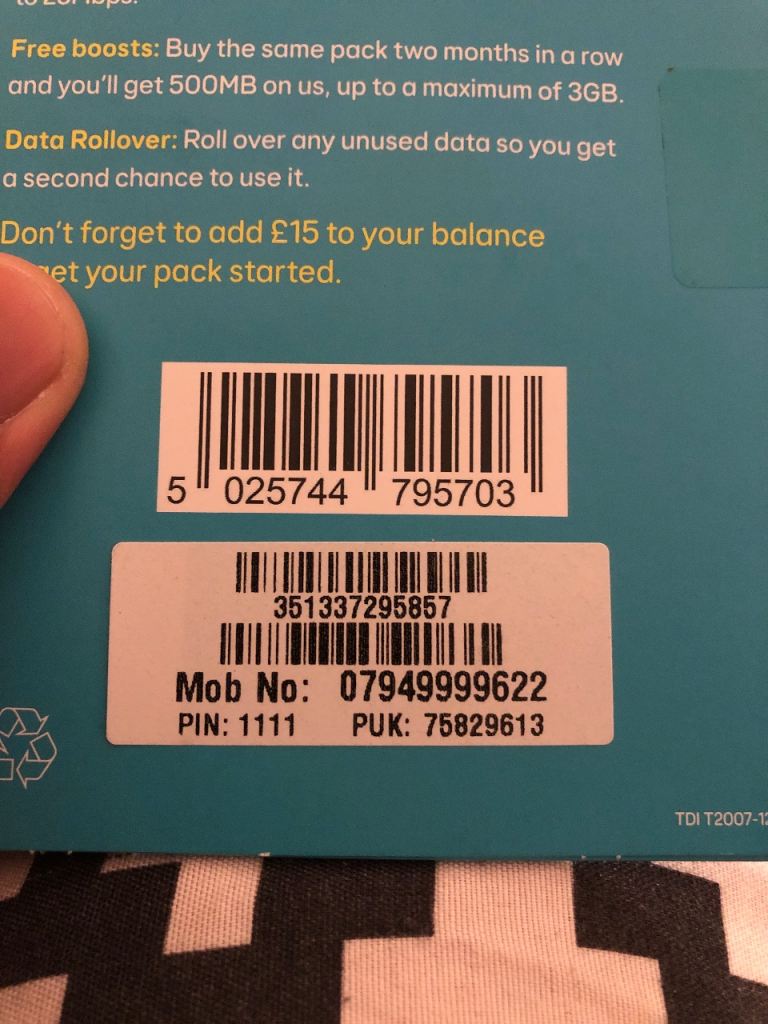 Free boosts: Buy the same pack two months in a row
and you'll get 500MB on us, up to a maximum of 3GB.
Data Rollover: Roll over any unused data so you get
a second chance to use it.
Don't forget to add £15 to your balance
get your pack started.
5 025744 795703
351337295857
Mob No: 07949999622
PIN: 1111 PUK: 75829613
TDI T2007-12